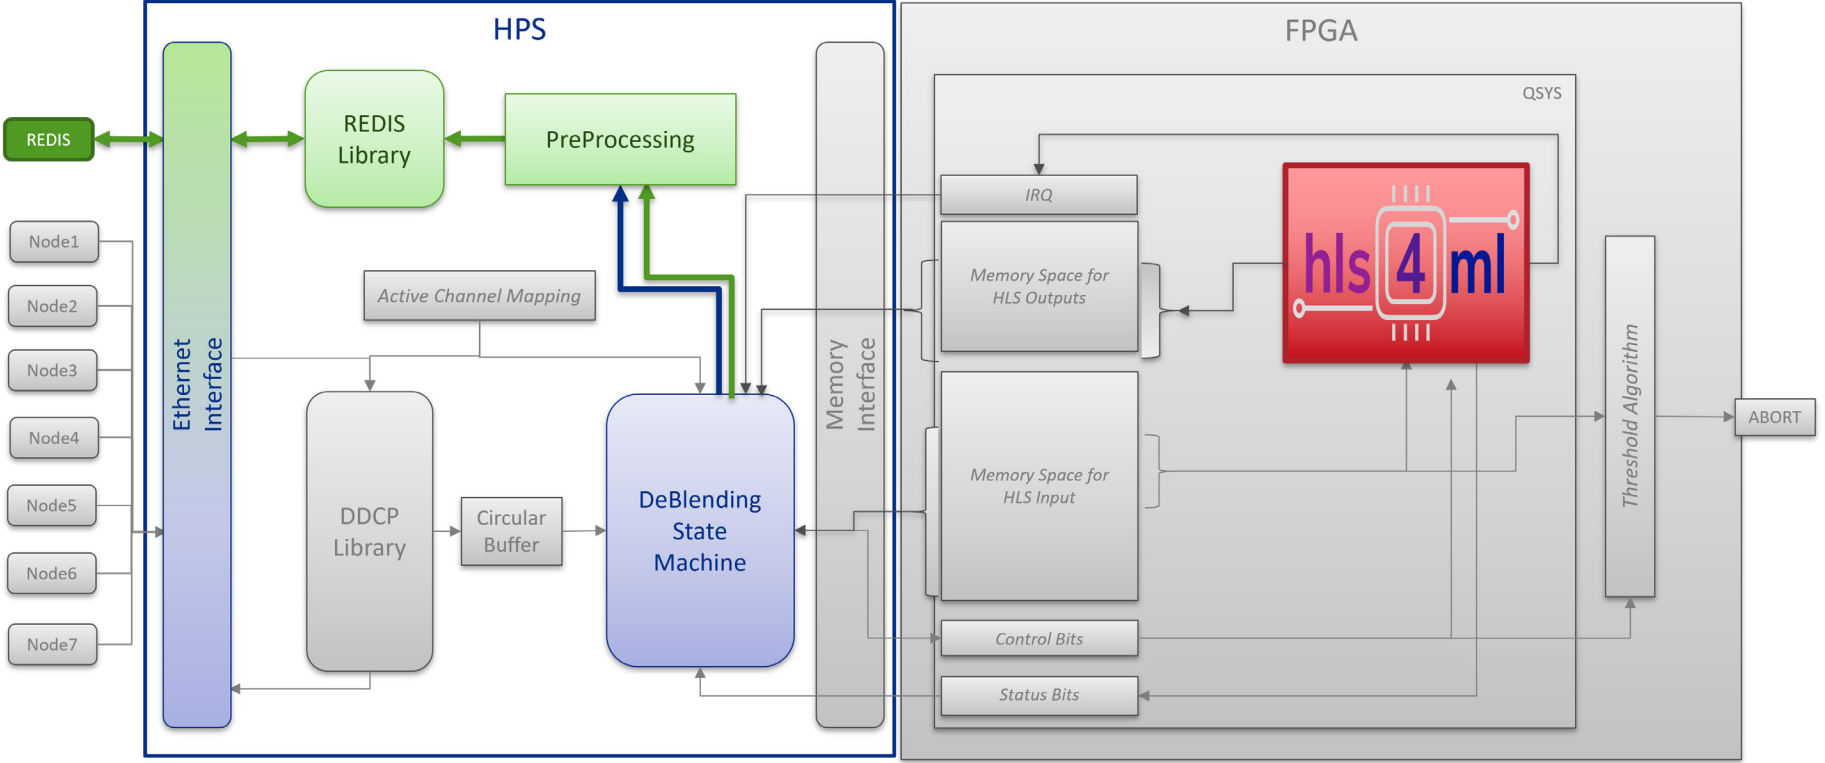 HPS
FPGA
QSYS
REDIS
REDIS
Library
PreProcessing
IRQ
Node1
Node2
Node3
Node4
Node5
Node6
Node7
Ethernet
Interface
Active Channel Mapping
Memory Space for
HLS Outputs
hls 4 ml
Memory
Interface
Threshold Algorithm
ABORT
DDCP
Library
Circular
Buffer
DeBlending
State
Machine
Memory Space for
HLS Input
Control Bits
Status Bits